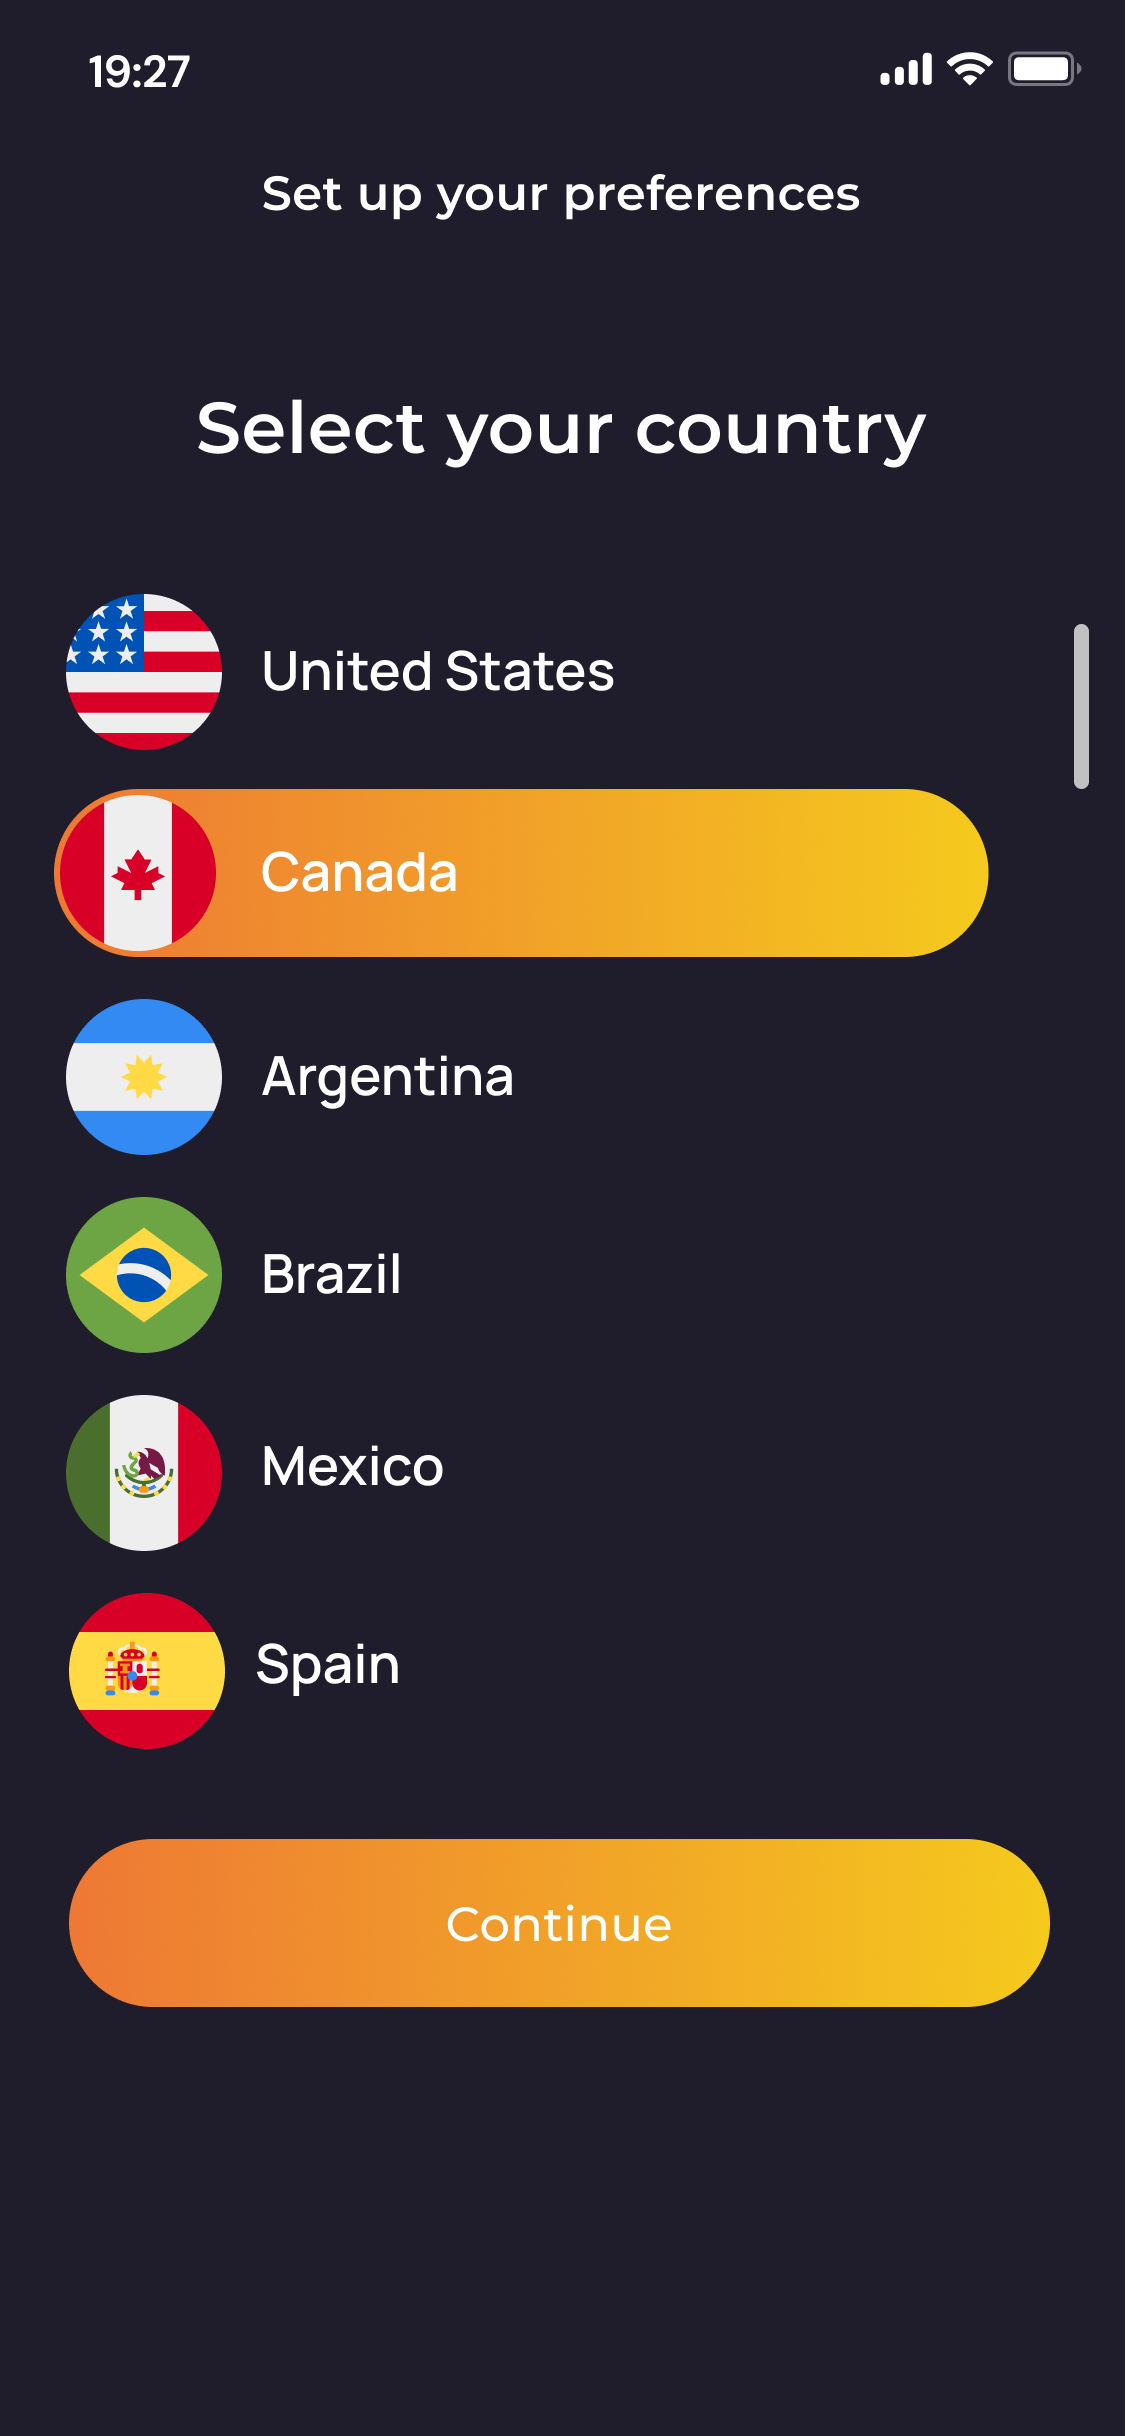 19:27
Set up your preferences
Select your country
United States
Canada
Argentina
Brazil
Mexico
Spain
Continue